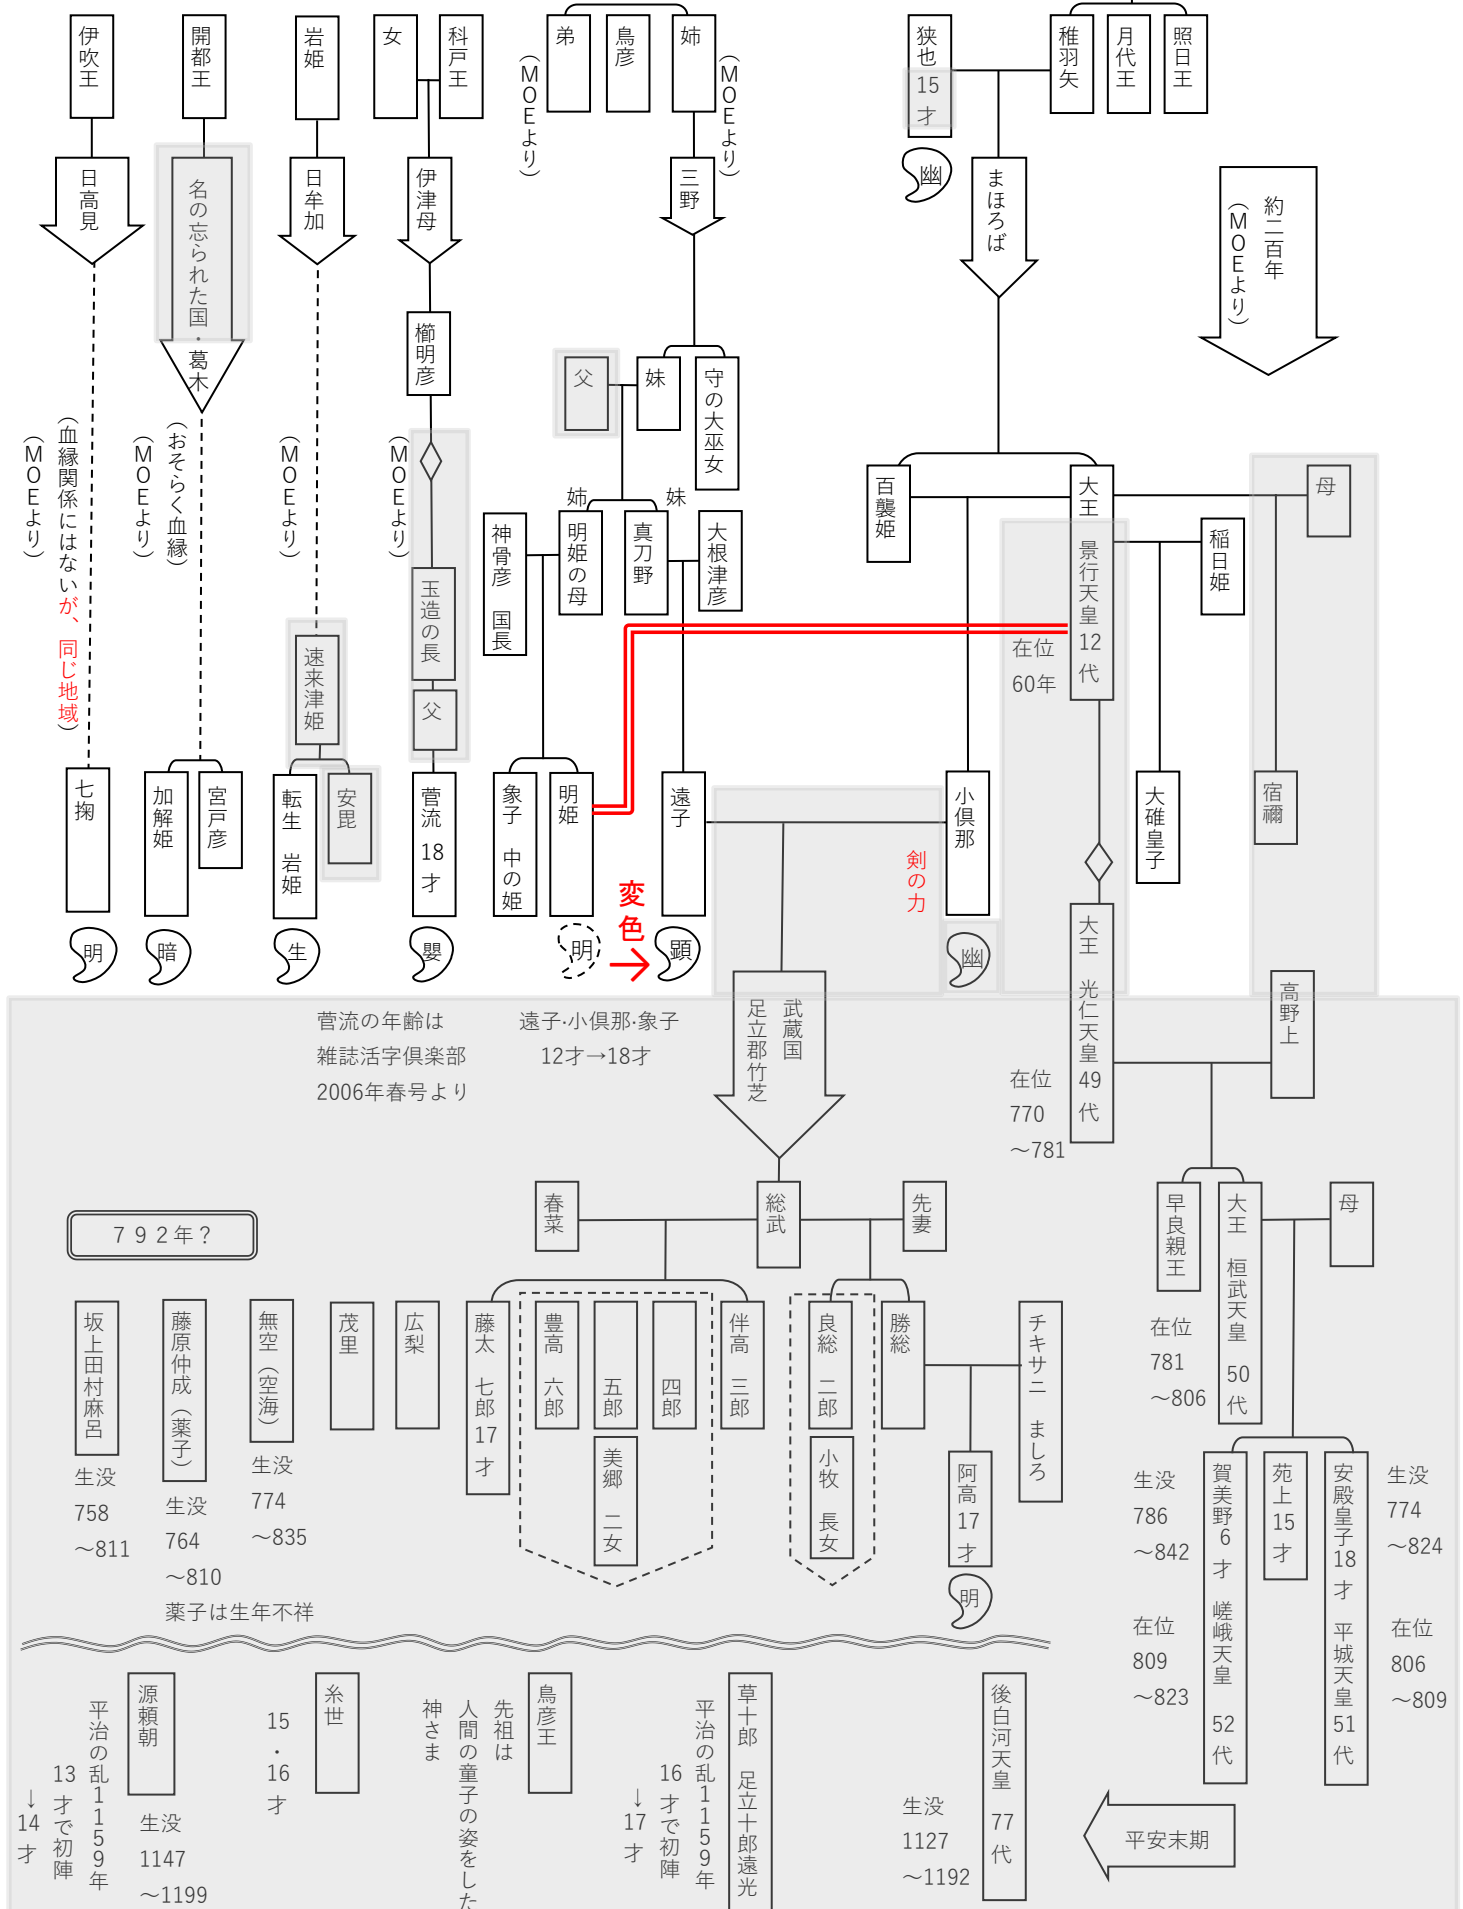 照日王
月代王
稚羽矢
狭也 15才
幽
姉
鳥彦
弟
(MOEより)
(MOEより)
科戸王
女
岩姫
開都王
伊吹王
約二百年
(MOEより)
まほろば
三野
伊津母
日牟加
名の忘られた国・葛木
日高見
櫛明彦
守の大巫女
妹
父
(MOEより)
(MOEより)
(おそらく血縁)
(MOEより)
(血縁関係にはないが、同じ地域)
(MOEより)
母
稲日姫
大王 景行天皇 12代
在位
60年
百襲姫
妹
姉
大根津彦
真刀野
明姫の母
神骨彦 国長
玉造の長
父
速来津姫
宿禰
大碓皇子
小倶那
剣の力
幽
遠子
顕
変色
明姫
明
象子 中の姫
菅流 18才
嬰
安毘
転生 岩姫
生
宮戸彦
加解姫
暗
七掬
明
高野上
大王 光仁天皇 49代
在位
770
～781
武蔵国
足立郡竹芝
遠子・小倶那・象子
12才→18才
菅流の年齢は
雑誌活字倶楽部
2006年春号より
母
大王 桓武天皇 50代
早良親王
在位
781
～806
先妻
総武
春菜
７９２年？
チキサニ ましろ
勝総
良総 二郎
小牧 長女
阿高 17才
明
伴高 三郎
四郎
五郎
豊高 六郎
美郷 二女
藤太 七郎 17才
広梨
茂里
無空(空海)
生没
774
～835
藤原仲成(薬子)
生没
764
～810
薬子は生年不祥
坂上田村麻呂
生没
758
～811
安殿皇子 18才 平城天皇 51代
生没
774
～824
在位
806
～809
苑上 15才
賀美野 6才 嵯峨天皇 52代
生没
786
～842
在位
809
～823
平安末期
後白河天皇 77代
生没
1127
～1192
草十郎 足立十郎遠光
平治の乱1159年
16才で初陣
→17才
鳥彦王
先祖は
人間の童子の姿をした
神さま
糸世
15・16才
源頼朝
平治の乱1159年
13才で初陣
→14才
生没
1147
～1199